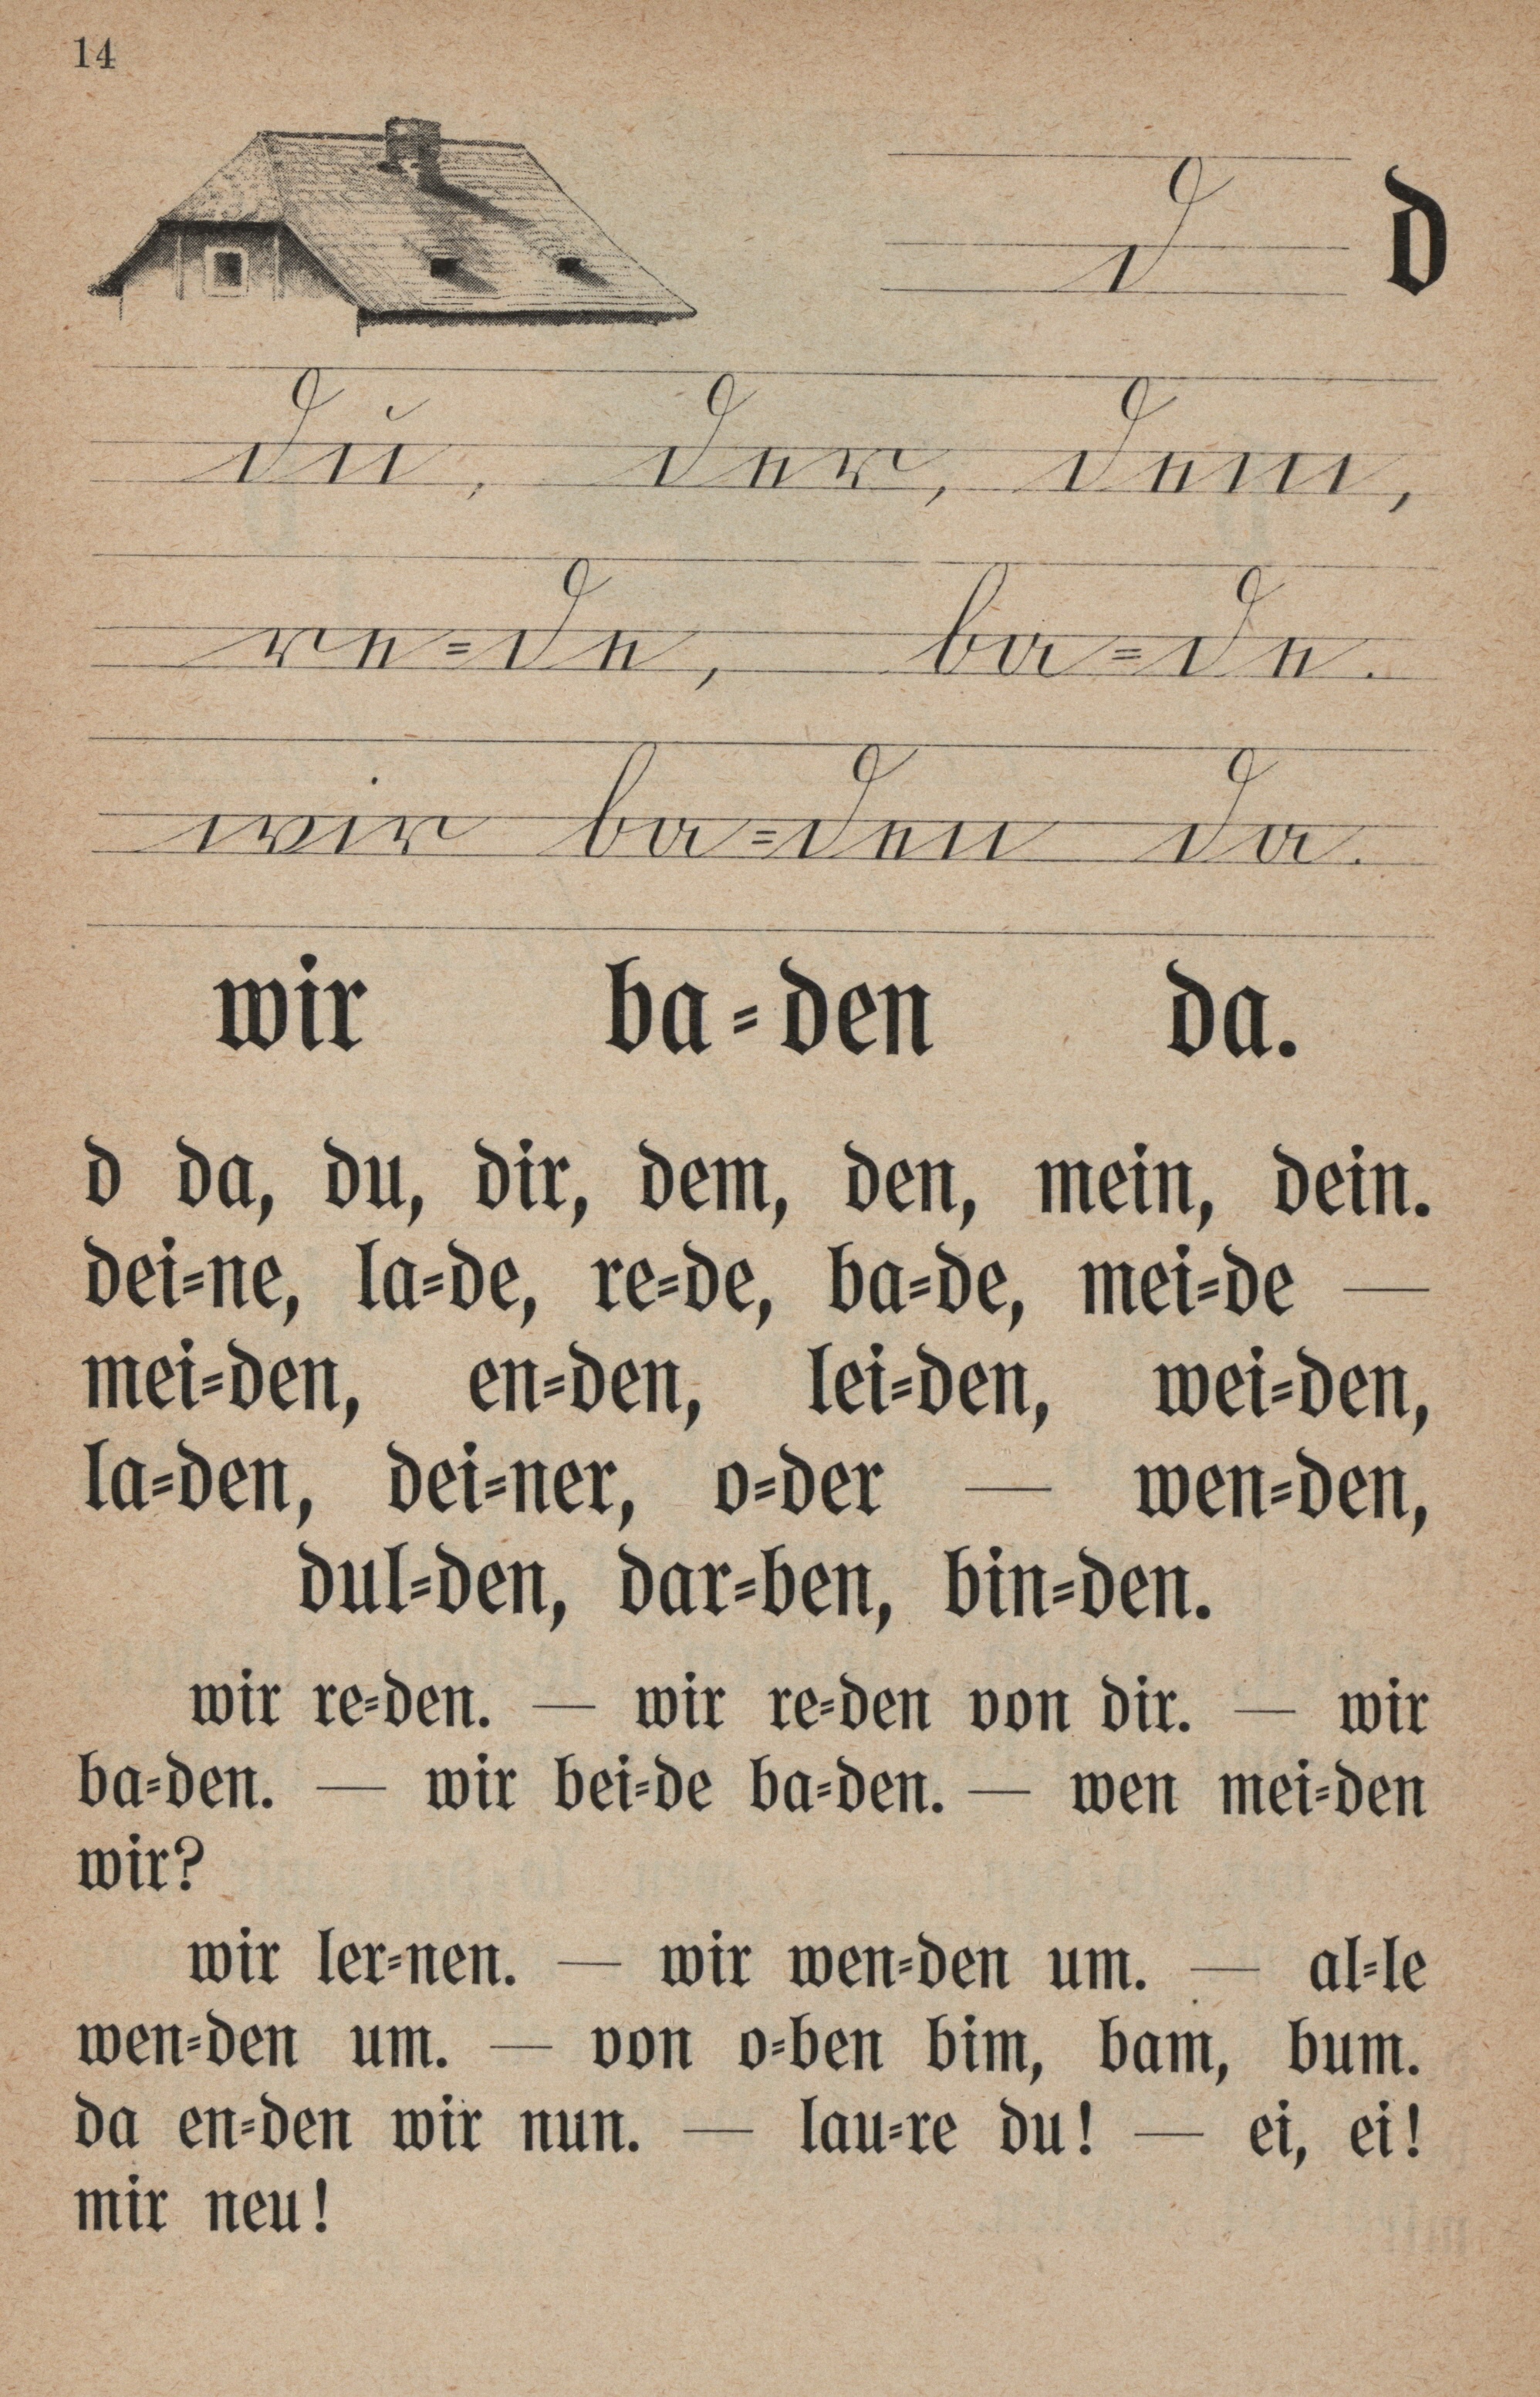 14
d d
du, der, dem,
re=de, ba=de.
wir ba=den da.
wir ba=den da.
d da, du, dir, dem, den, mein, dein.
dei=ne, la=de, re=de, ba=de, mei=de —
mei=den, en=den, lei=den, wei=den,
la=den, dei=ner, o=der — wen=den,
dul=den, dar=ben, bin=den.
wir re=den. — wir re=den von dir. — wir
ba=den. — wir bei=de ba=den. — wen mei=den
wir?
wir ler=nen. — wir wen=den um. — al=le
wen=den um. — von o=ben bim, bam, bum.
da en=den wir nun. — lau=re du! — ei, ei!
mir neu!